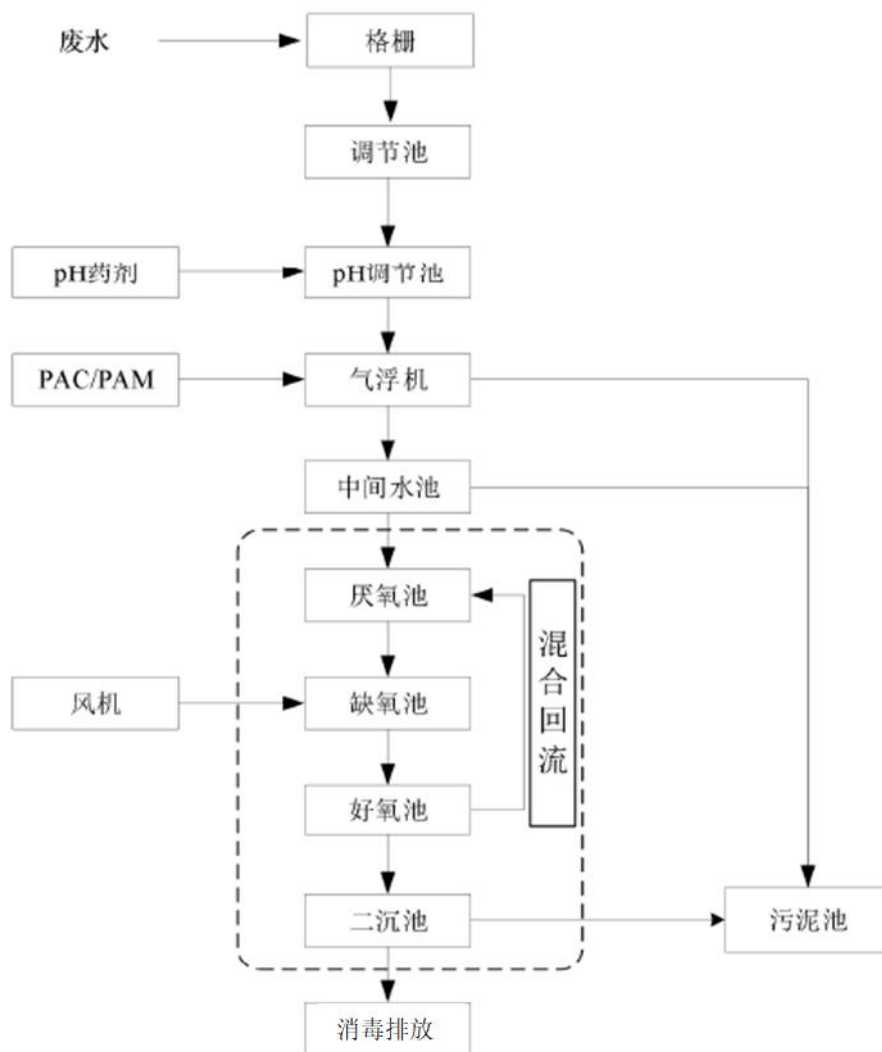 废水
格栅
调节池
pH药剂
pH调节池
PAC/PAM
气浮机
中间水池
厌氧池
混合回流
风机
缺氧池
好氧池
二沉池
污泥池
消毒排放